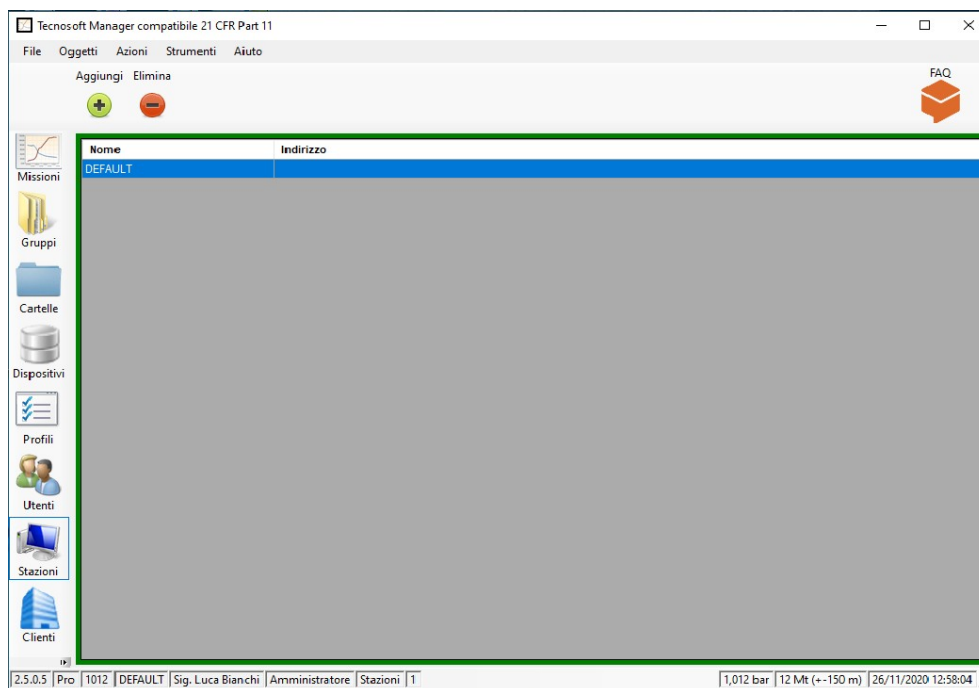 Tecnosoft Manager compatibile 21 CFR Part 11
File Oggetti Azioni Strumenti Aiuto
Aggiungi Elimina FAQ
Nome Indirizzo
DEFAULT
Missioni
Gruppi
Cartelle
Dispositivi
Profili
Utenti
Stazioni
Clienti
2.5.0.5 Pro 1012 DEFAULT Sig. Luca Bianchi Amministratore Stazioni 1 1,012 bar 12 Mt (+-150 m) 26/11/2020 12:58:04